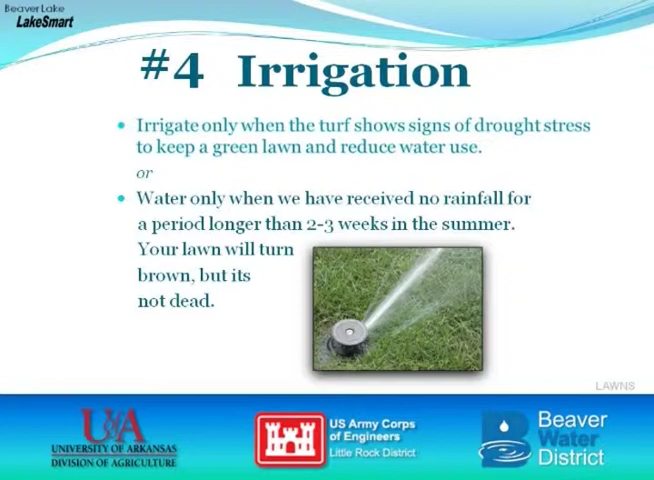 Beaver Lake
LakeSmart
#4 Irrigation
• Irrigate only when the turf shows signs of drought stress
to keep a green lawn and reduce water use.
or
• Water only when we have received no rainfall for
a period longer than 2-3 weeks in the summer.
Your lawn will turn
brown, but its
not dead.
LAWNS
UofA
UNIVERSITY OF ARKANSAS
DIVISION OF AGRICULTURE
US Army Corps
of Engineers
Little Rock District
Beaver
Water
District